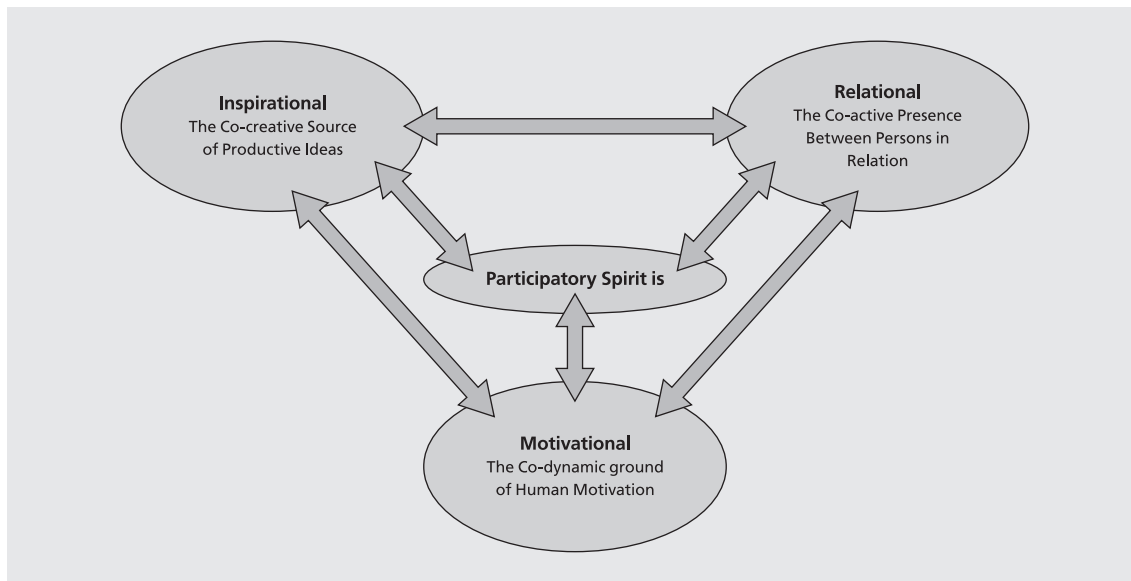 Inspirational
The Co-creative Source
of Productive Ideas
Relational
The Co-active Presence
Between Persons in
Relation
Participatory Spirit is
Motivational
The Co-dynamic ground
of Human Motivation